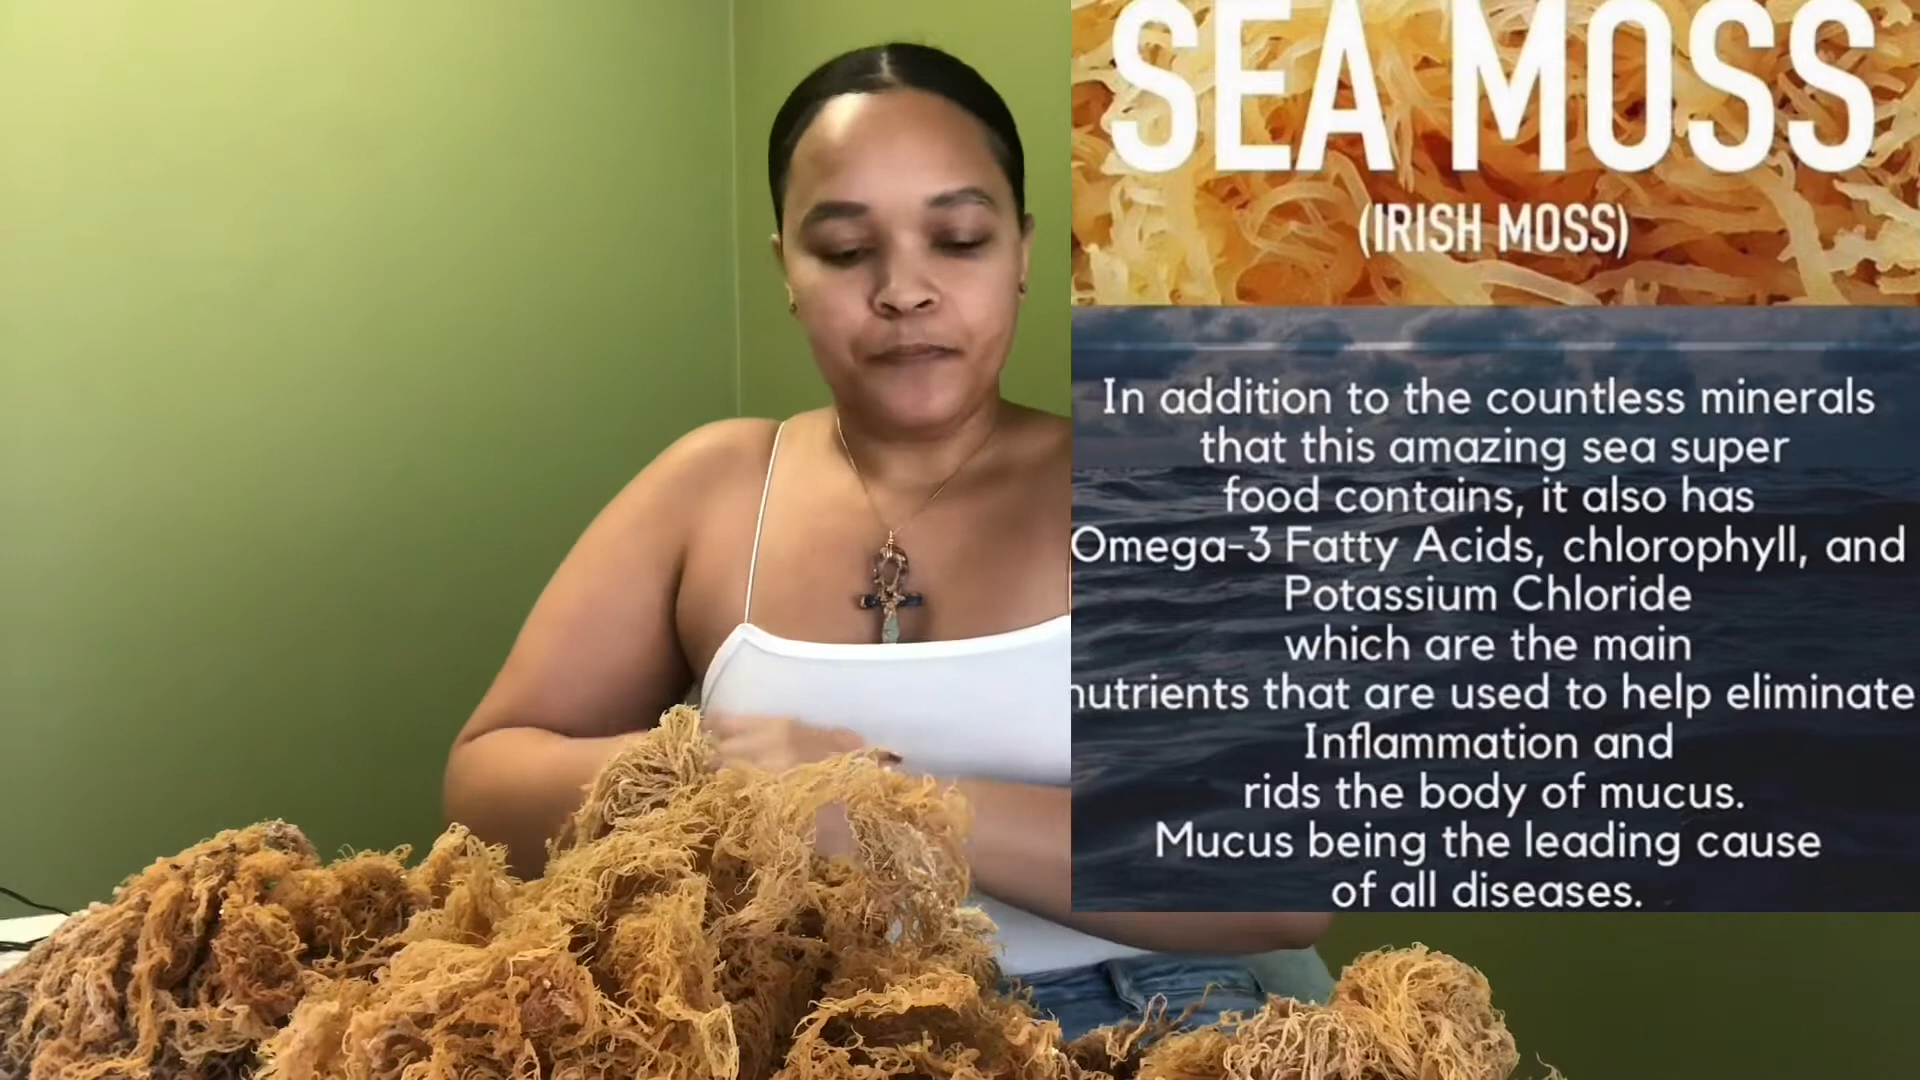 SEA MOSS
(IRISH MOSS)
In addition to the countless minerals
that this amazing sea super
food contains, it also has
Omega-3 Fatty Acids, chlorophyll, and
Potassium Chloride
which are the main
nutrients that are used to help eliminate
Inflammation and
rids the body of mucus.
Mucus being the leading cause
of all diseases.